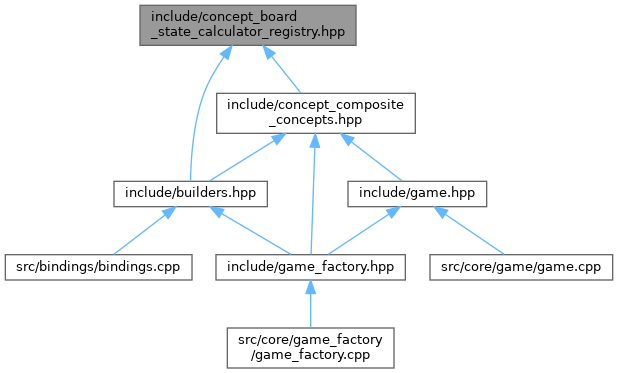 include/concept_board
_state_calculator_registry.hpp
include/concept_composite
_concepts.hpp
include/builders.hpp
include/game.hpp
src/bindings/bindings.cpp
include/game_factory.hpp
src/core/game/game.cpp
src/core/game_factory
/game_factory.cpp